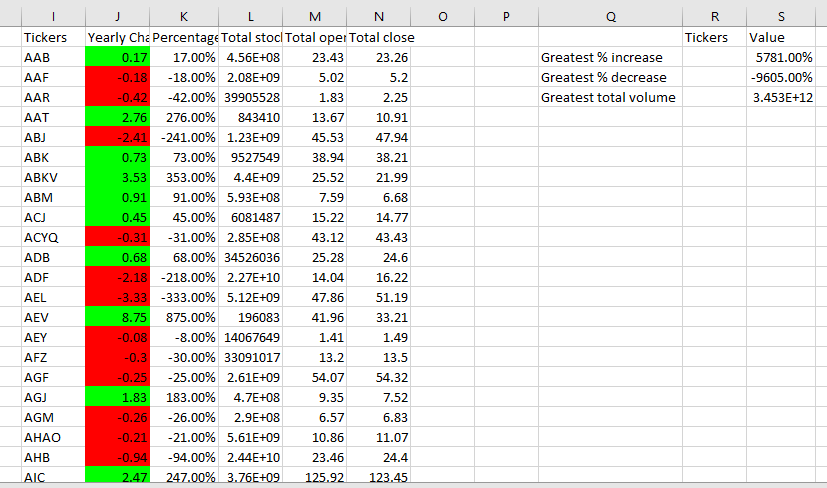 I J K L M N O P Q R S
Tickers Yearly Cha Percentage Total stocl Total oper Total close Tickers Value
AAB 0.17 17.00% 4.56E+08 23.43 23.26 Greatest % increase 5781.00%
AAF -0.18 -18.00% 2.08E+09 5.02 5.2 Greatest % decrease -9605.00%
AAR -0.42 -42.00% 39905528 1.83 2.25 Greatest total volume 3.453E+12
AAT 2.76 276.00% 843410 13.67 10.91
ABJ -2.41 -241.00% 1.23E+09 45.53 47.94
ABK 0.73 73.00% 9527549 38.94 38.21
ABKV 3.53 353.00% 4.4E+09 25.52 21.99
ABM 0.91 91.00% 5.93E+08 7.59 6.68
ACJ 0.45 45.00% 6081487 15.22 14.77
ACYQ -0.31 -31.00% 2.85E+08 43.12 43.43
ADB 0.68 68.00% 34526036 25.28 24.6
ADF -2.18 -218.00% 2.27E+10 14.04 16.22
AEL -3.33 -333.00% 5.12E+09 47.86 51.19
AEV 8.75 875.00% 196083 41.96 33.21
AEY -0.08 -8.00% 14067649 1.41 1.49
AFZ -0.3 -30.00% 33091017 13.2 13.5
AGF -0.25 -25.00% 2.61E+09 54.07 54.32
AGJ 1.83 183.00% 4.7E+08 9.35 7.52
AGM -0.26 -26.00% 2.9E+08 6.57 6.83
AHAO -0.21 -21.00% 5.61E+09 10.86 11.07
AHB -0.94 -94.00% 2.44E+10 23.46 24.4
AIC 2.47 247.00% 3.76E+09 125.92 123.45